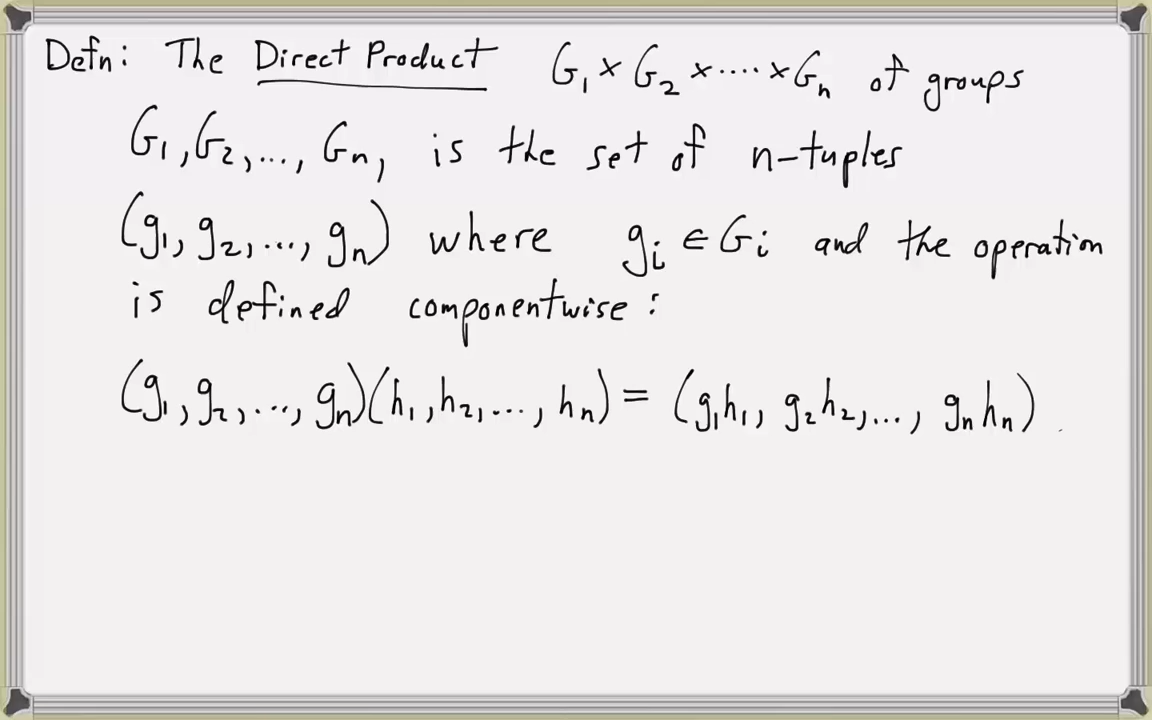 Defn: The Direct Product G₁ × G₂ × ···· × Gₙ of groups
G₁, G₂, ..., Gₙ, is the set of n-tuples
(g₁, g₂, ..., gₙ) where gᵢ ∈ Gᵢ and the operation
is defined componentwise:
(g₁, g₂, ..., gₙ)(h₁, h₂, ..., hₙ) = (g₁h₁, g₂h₂, ..., gₙhₙ)